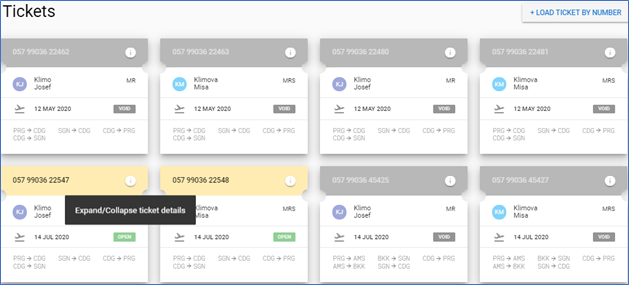 Tickets
+ LOAD TICKET BY NUMBER
057 99036 22462
i
KJ
Klimo
Josef
MR
12 MAY 2020
VOID
PRG → CDG SGN → CDG CDG → PRG
CDG → SGN
057 99036 22463
i
KM
Klimova
Misa
MRS
12 MAY 2020
VOID
PRG → CDG SGN → CDG CDG → PRG
CDG → SGN
057 99036 22480
i
KJ
Klimo
Josef
MR
12 MAY 2020
VOID
PRG → CDG SGN → CDG CDG → PRG
CDG → SGN
057 99036 22481
i
KM
Klimova
Misa
MRS
12 MAY 2020
VOID
PRG → CDG SGN → CDG CDG → PRG
CDG → SGN
057 99036 22547
i
KJ
Klimo
Josef
Expand/Collapse ticket details
14 JUL 2020
OPEN
PRG → CDG SGN → CDG CDG → PRG
CDG → SGN
057 99036 22548
i
Klimova
Misa
MRS
14 JUL 2020
OPEN
PRG → CDG SGN → CDG CDG → PRG
CDG → SGN
057 99036 45425
i
KJ
Klimo
Josef
MR
14 JUL 2020
VOID
PRG → AMS BKK → SGN CDG → PRG
AMS → BKK SGN → CDG
057 99036 45427
i
KM
Klimova
Misa
MRS
14 JUL 2020
VOID
PRG → AMS BKK → SGN CDG → PRG
AMS → BKK SGN → CDG